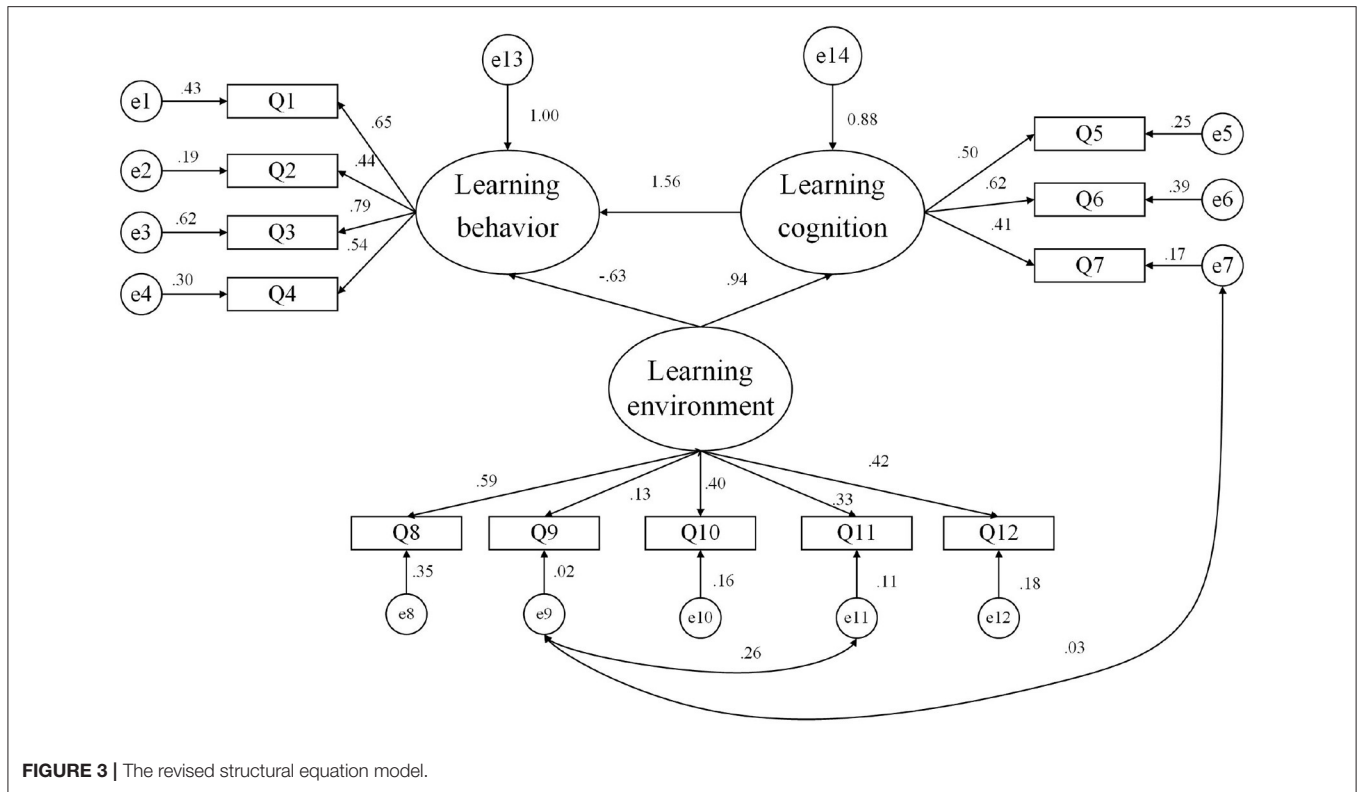 e13
e14
e1 .43 Q1
1.00
0.88
.65
e2 .19 Q2
.44
e3 .62 Q3
.79
e4 .30 Q4
.54
Learning
behavior
1.56
Learning
cognition
.50
Q5 .25 e5
.62
Q6 .39 e6
.41
Q7 .17 e7
-.63
.94
Learning
environment
.59
.13
.40
.33
.42
Q8 Q9 Q10 Q11 Q12
.35 .02 .16 .11 .18
e8 e9 e10 e11 e12
.26
.03
FIGURE 3 | The revised structural equation model.